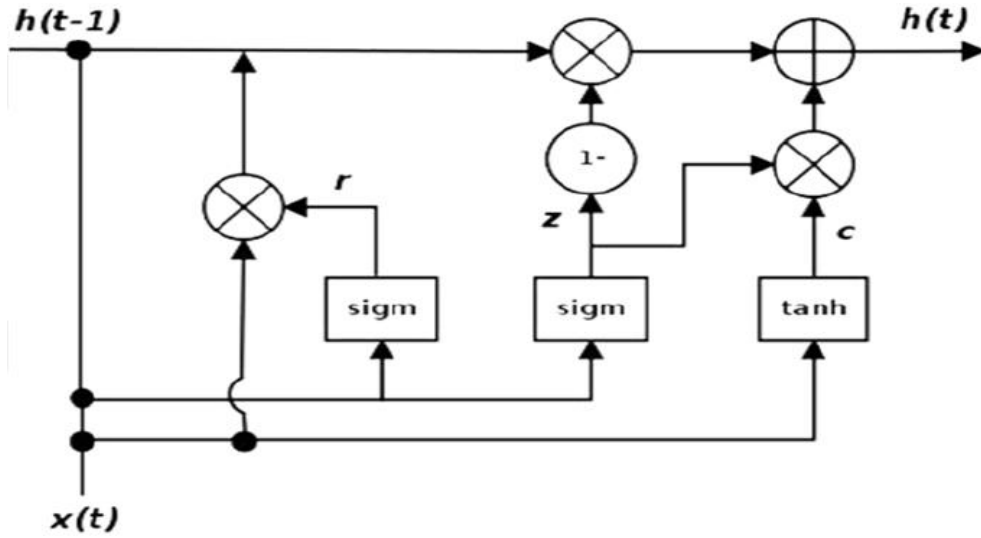 h(t-1)
h(t)
1-
r
z
c
sigm
sigm
tanh
x(t)